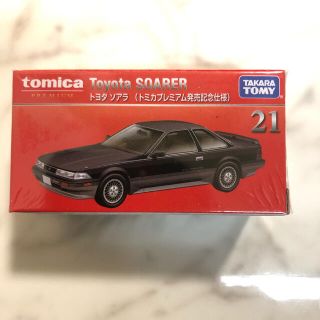 tomica
PREMIUM
Toyota SOARER
トヨタ ソアラ （トミカプレミアム発売記念仕様）
TAKARA
TOMY
21